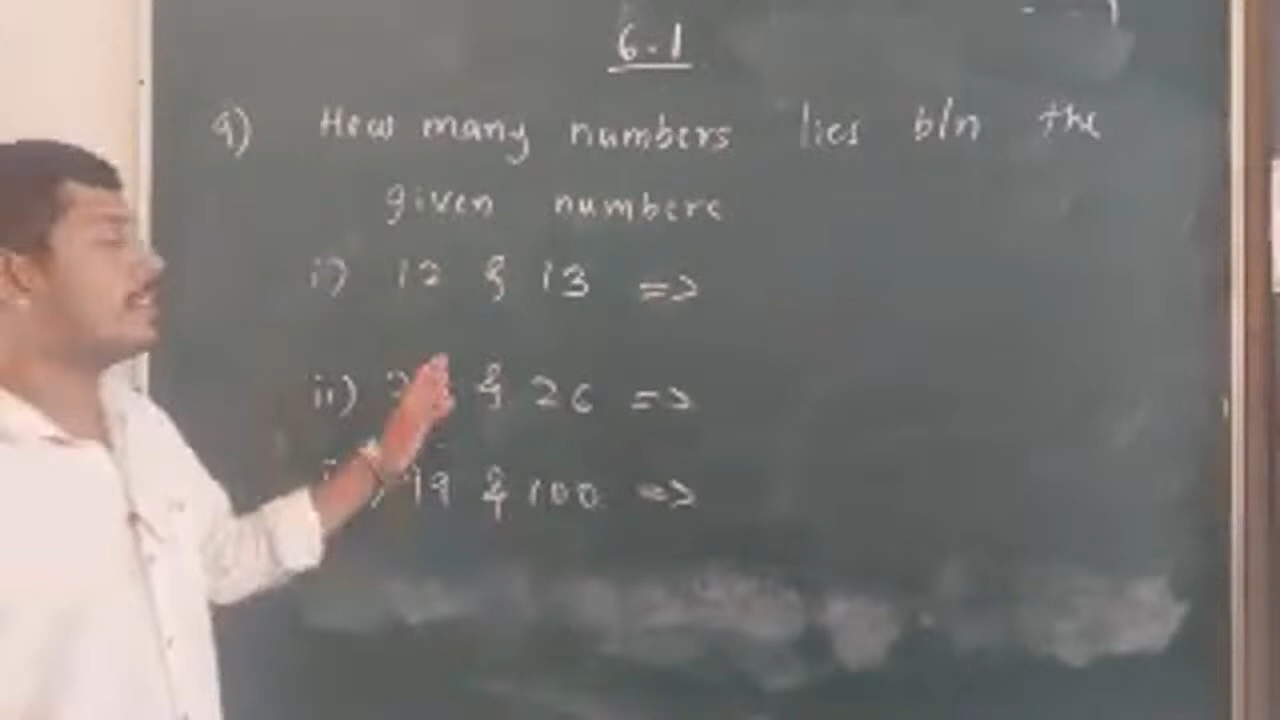 6.1
9) How many numbers lies b/n the
given numbers
i) 12 & 13 =>
ii) & 26 =>
99 & 100 =>